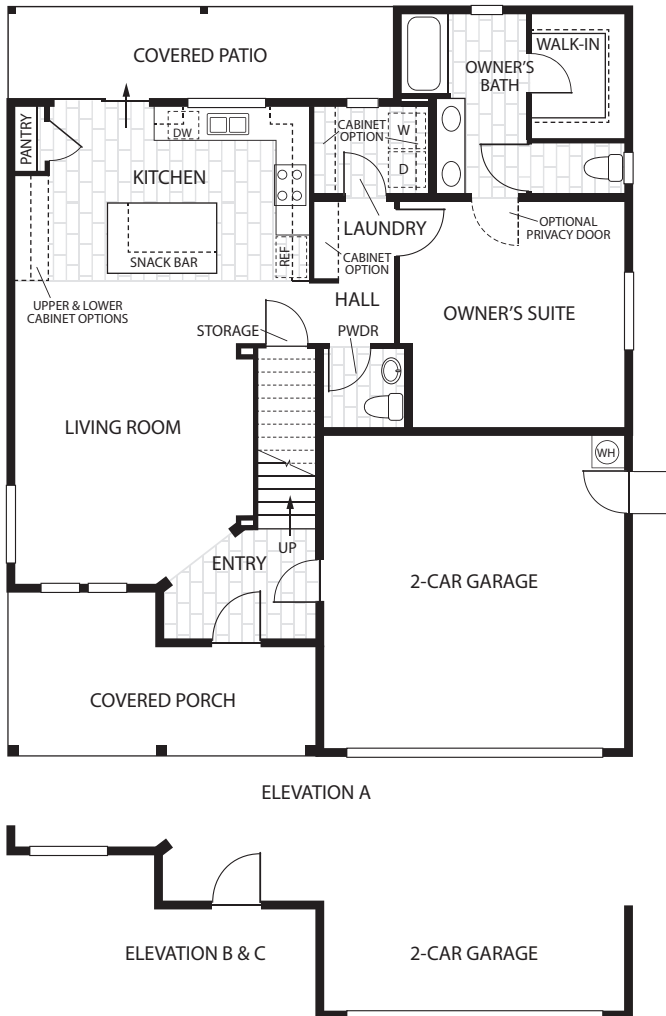 COVERED PATIO
WALK-IN
OWNER'S
BATH
PANTRY
DW
CABINET
OPTION
W
D
KITCHEN
SNACK BAR
REF
LAUNDRY
CABINET
OPTION
OPTIONAL
PRIVACY DOOR
UPPER & LOWER
CABINET OPTIONS
HALL
OWNER'S SUITE
STORAGE
PWDR
LIVING ROOM
WH
UP
ENTRY
2-CAR GARAGE
COVERED PORCH
ELEVATION A
ELEVATION B & C
2-CAR GARAGE